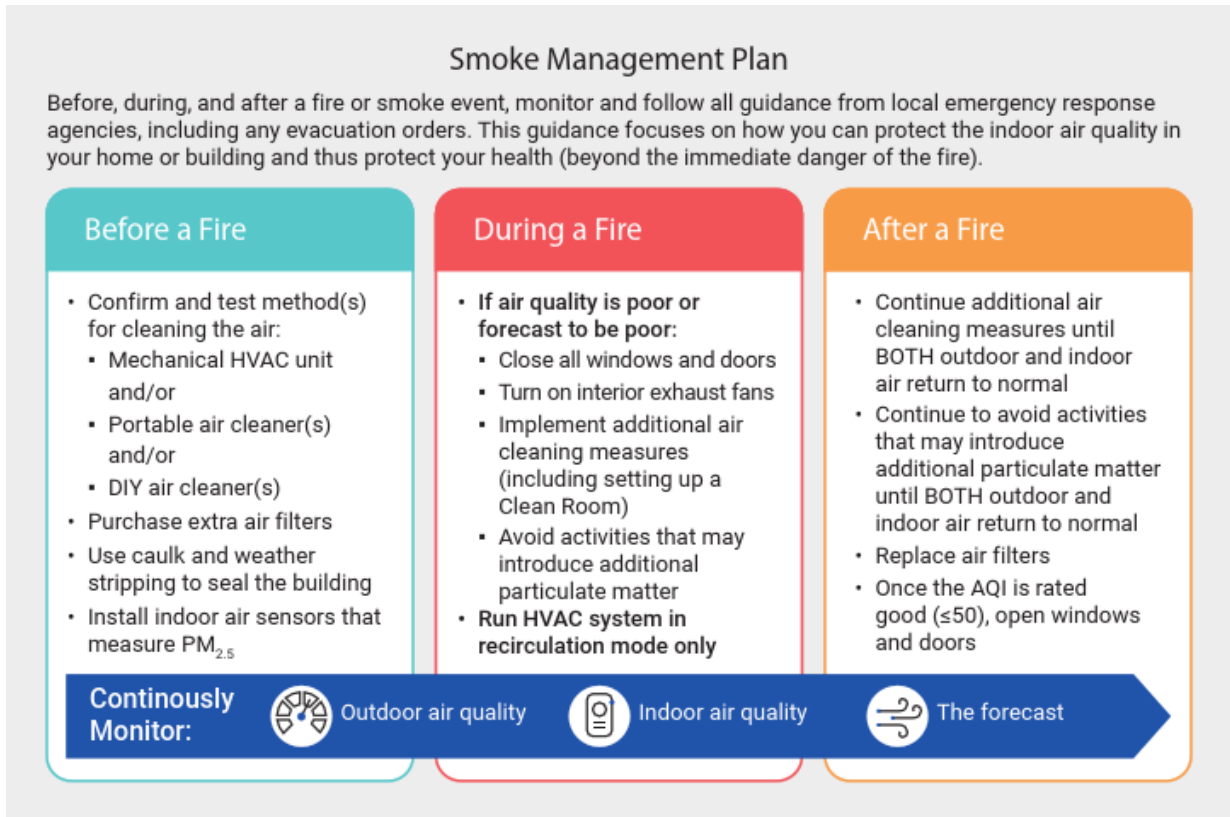 Smoke Management Plan
Before, during, and after a fire or smoke event, monitor and follow all guidance from local emergency response
agencies, including any evacuation orders. This guidance focuses on how you can protect the indoor air quality in
your home or building and thus protect your health (beyond the immediate danger of the fire).
Before a Fire
• Confirm and test method(s)
for cleaning the air:
▪ Mechanical HVAC unit
and/or
▪ Portable air cleaner(s)
and/or
▪ DIY air cleaner(s)
• Purchase extra air filters
• Use caulk and weather
stripping to seal the building
• Install indoor air sensors that
measure PM2.5
During a Fire
• If air quality is poor or
forecast to be poor:
▪ Close all windows and doors
▪ Turn on interior exhaust fans
▪ Implement additional air
cleaning measures
(including setting up a
Clean Room)
▪ Avoid activities that may
introduce additional
particulate matter
• Run HVAC system in
recirculation mode only
After a Fire
• Continue additional air
cleaning measures until
BOTH outdoor and indoor
air return to normal
• Continue to avoid activities
that may introduce
additional particulate matter
until BOTH outdoor and
indoor air return to normal
• Replace air filters
• Once the AQI is rated
good (≤50), open windows
and doors
Continously
Monitor:
Outdoor air quality
Indoor air quality
The forecast